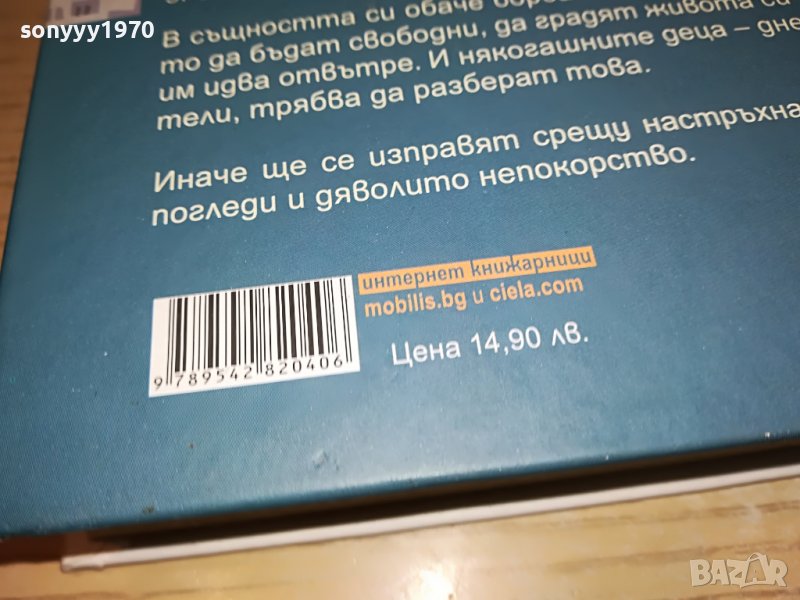 sonyyy1970
В същността си обаче
то да бъдат свободни, да градят живота си
им идва отвътре. И някогашните деца – дне
тели, трябва да разберат това.
Иначе ще се изправят срещу настръхна
погледи и дяволито непокорство.
интернет книжарници
mobilis.bg и ciela.com
Цена 14,90 лв.
9 789542 820406
BAZAR